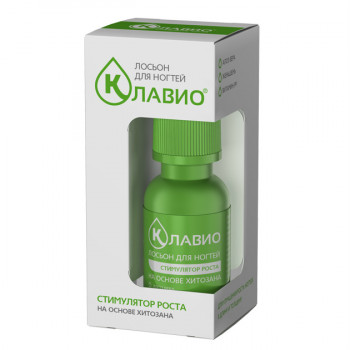 ЛОСЬОН
ДЛЯ НОГТЕЙ
КЛАВИО®
КЛАВИО
ЛОСЬОН ДЛЯ НОГТЕЙ
СТИМУЛЯТОР РОСТА
НА ОСНОВЕ ХИТОЗАНА
СТИМУЛЯТОР РОСТА
НА ОСНОВЕ ХИТОЗАНА